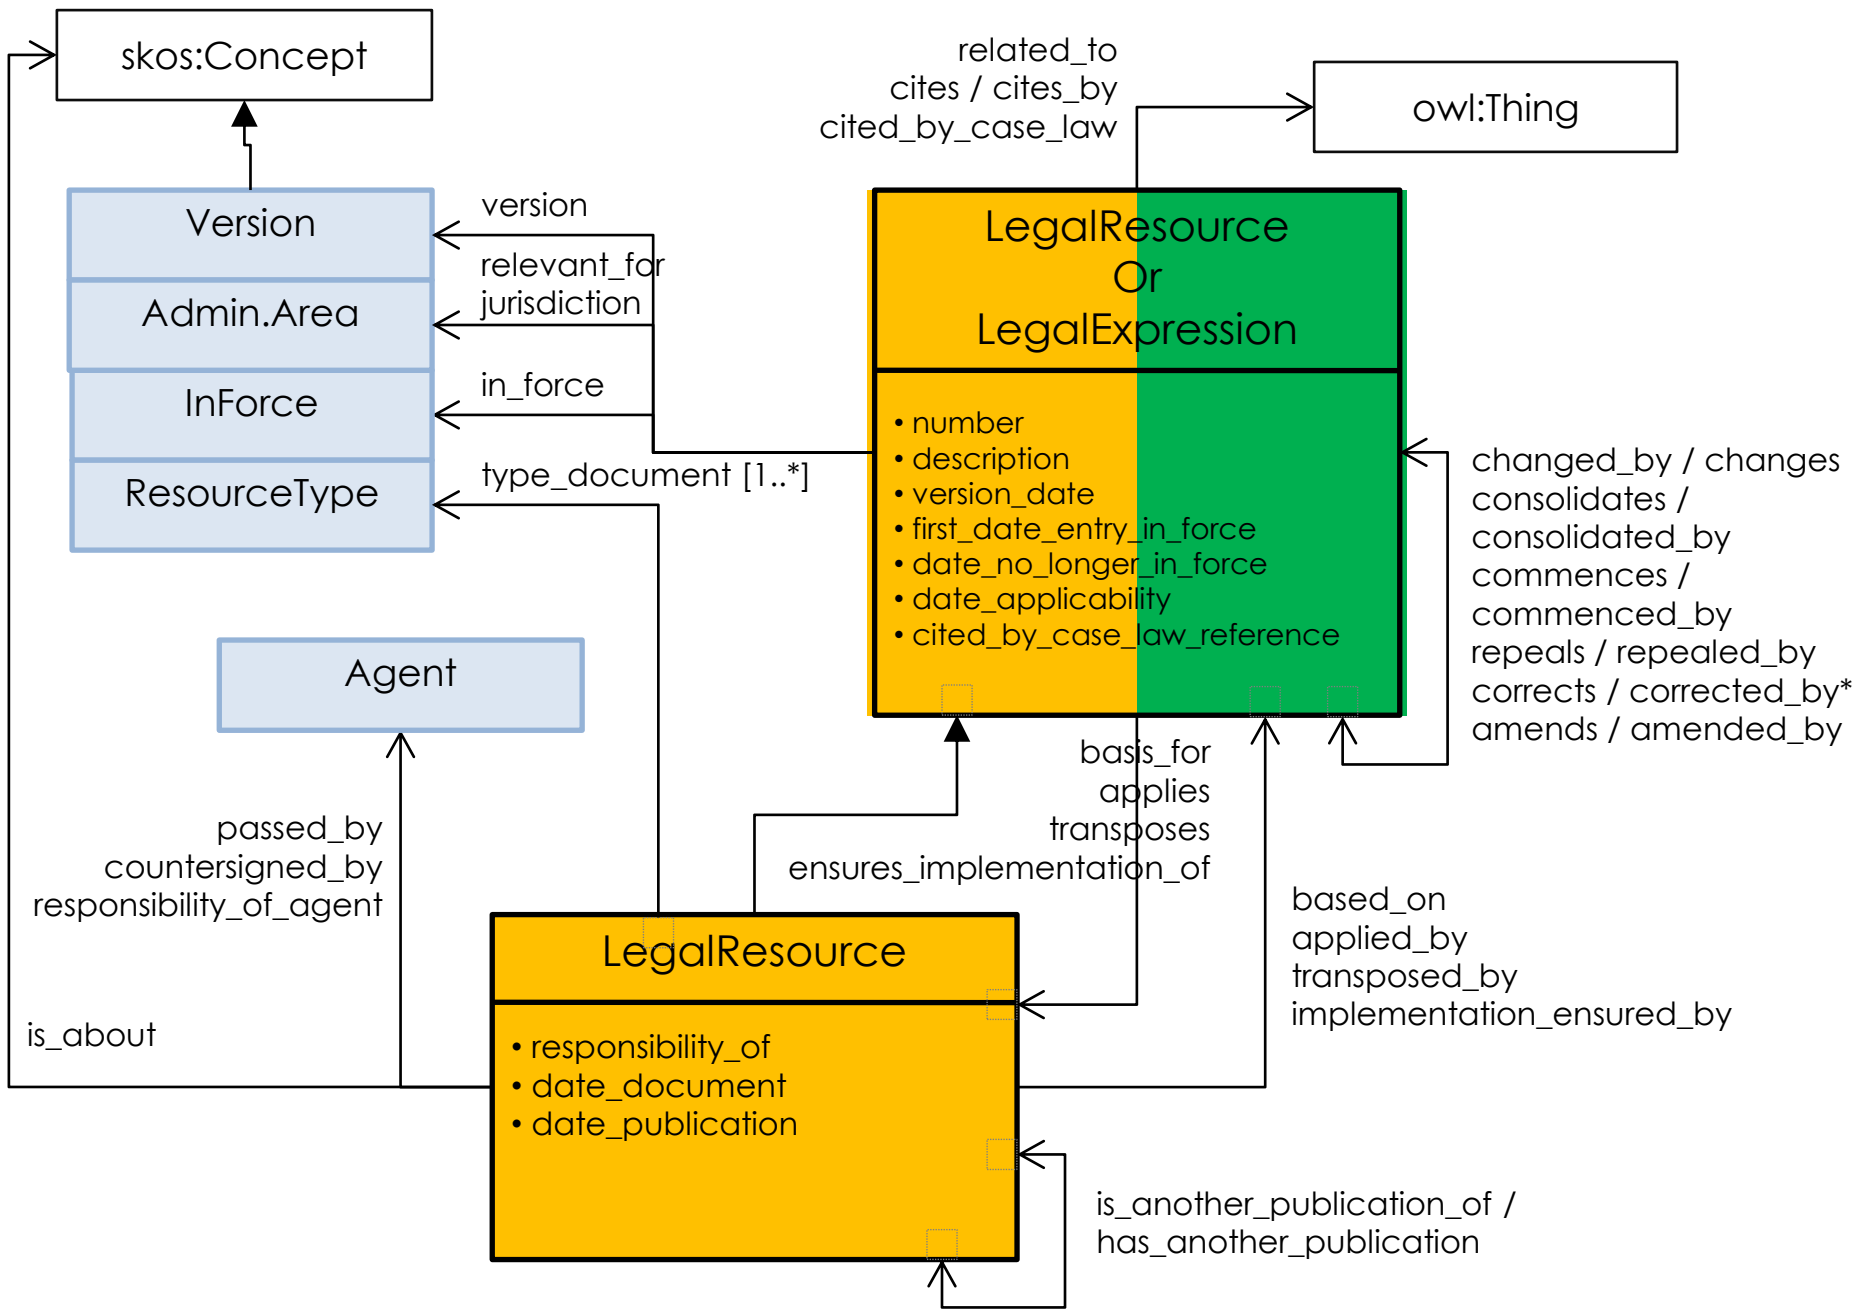 skos:Concept
related_to
cites / cites_by
cited_by_case_law
owl:Thing
Version
Admin.Area
InForce
ResourceType
version
relevant_for
jurisdiction
in_force
type_document [1..*]
LegalResource
Or
LegalExpression
• number
• description
• version_date
• first_date_entry_in_force
• date_no_longer_in_force
• date_applicability
• cited_by_case_law_reference
changed_by / changes
consolidates /
consolidated_by
commences /
commenced_by
repeals / repealed_by
corrects / corrected_by*
amends / amended_by
Agent
passed_by
countersigned_by
responsibility_of_agent
basis_for
applies
transposes
ensures_implementation_of
based_on
applied_by
transposed_by
implementation_ensured_by
is_about
LegalResource
• responsibility_of
• date_document
• date_publication
is_another_publication_of /
has_another_publication